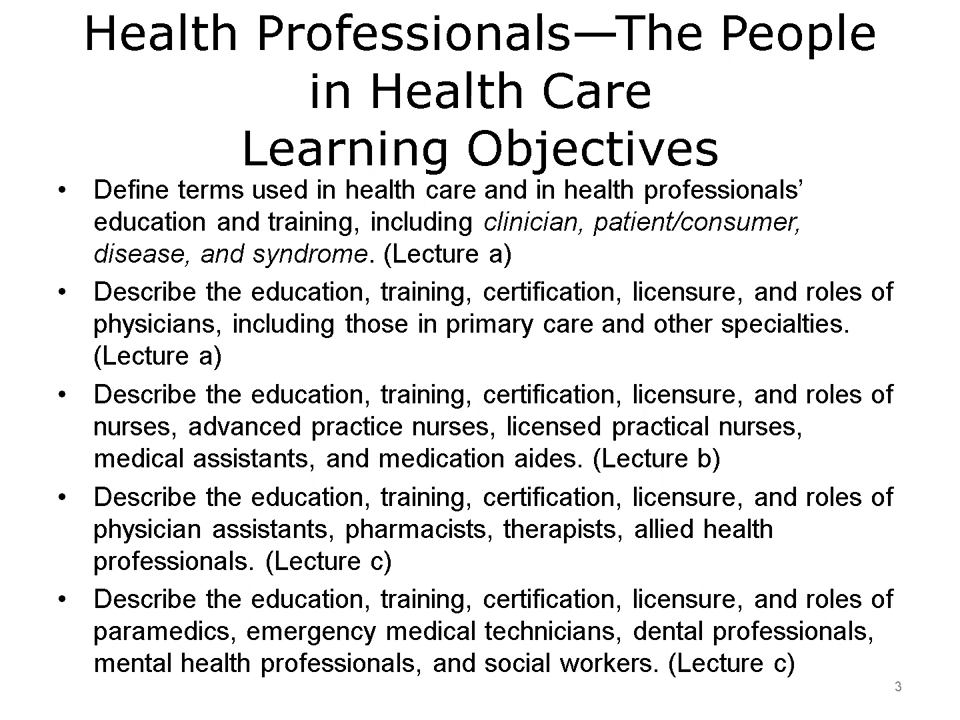 Health Professionals—The People
in Health Care
Learning Objectives
• Define terms used in health care and in health professionals’
education and training, including clinician, patient/consumer,
disease, and syndrome. (Lecture a)
• Describe the education, training, certification, licensure, and roles of
physicians, including those in primary care and other specialties.
(Lecture a)
• Describe the education, training, certification, licensure, and roles of
nurses, advanced practice nurses, licensed practical nurses,
medical assistants, and medication aides. (Lecture b)
• Describe the education, training, certification, licensure, and roles of
physician assistants, pharmacists, therapists, allied health
professionals. (Lecture c)
• Describe the education, training, certification, licensure, and roles of
paramedics, emergency medical technicians, dental professionals,
mental health professionals, and social workers. (Lecture c)
3